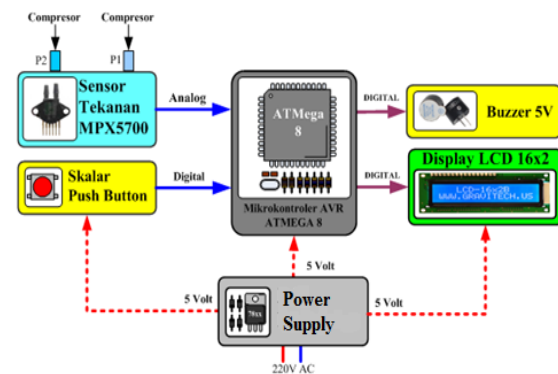 Compresor
Compresor
P2
P1
Sensor
Tekanan
MPX5700
Analog
ATMega
8
DIGITAL
Buzzer 5V
Skalar
Push Button
Digital
Mikrokontroler AVR
ATMEGA 8
DIGITAL
Display LCD 16x2
LCD-16x2B
WWW.GRAVITECH.US
5 Volt
5 Volt
5 Volt
78xx
Power
Supply
220V AC